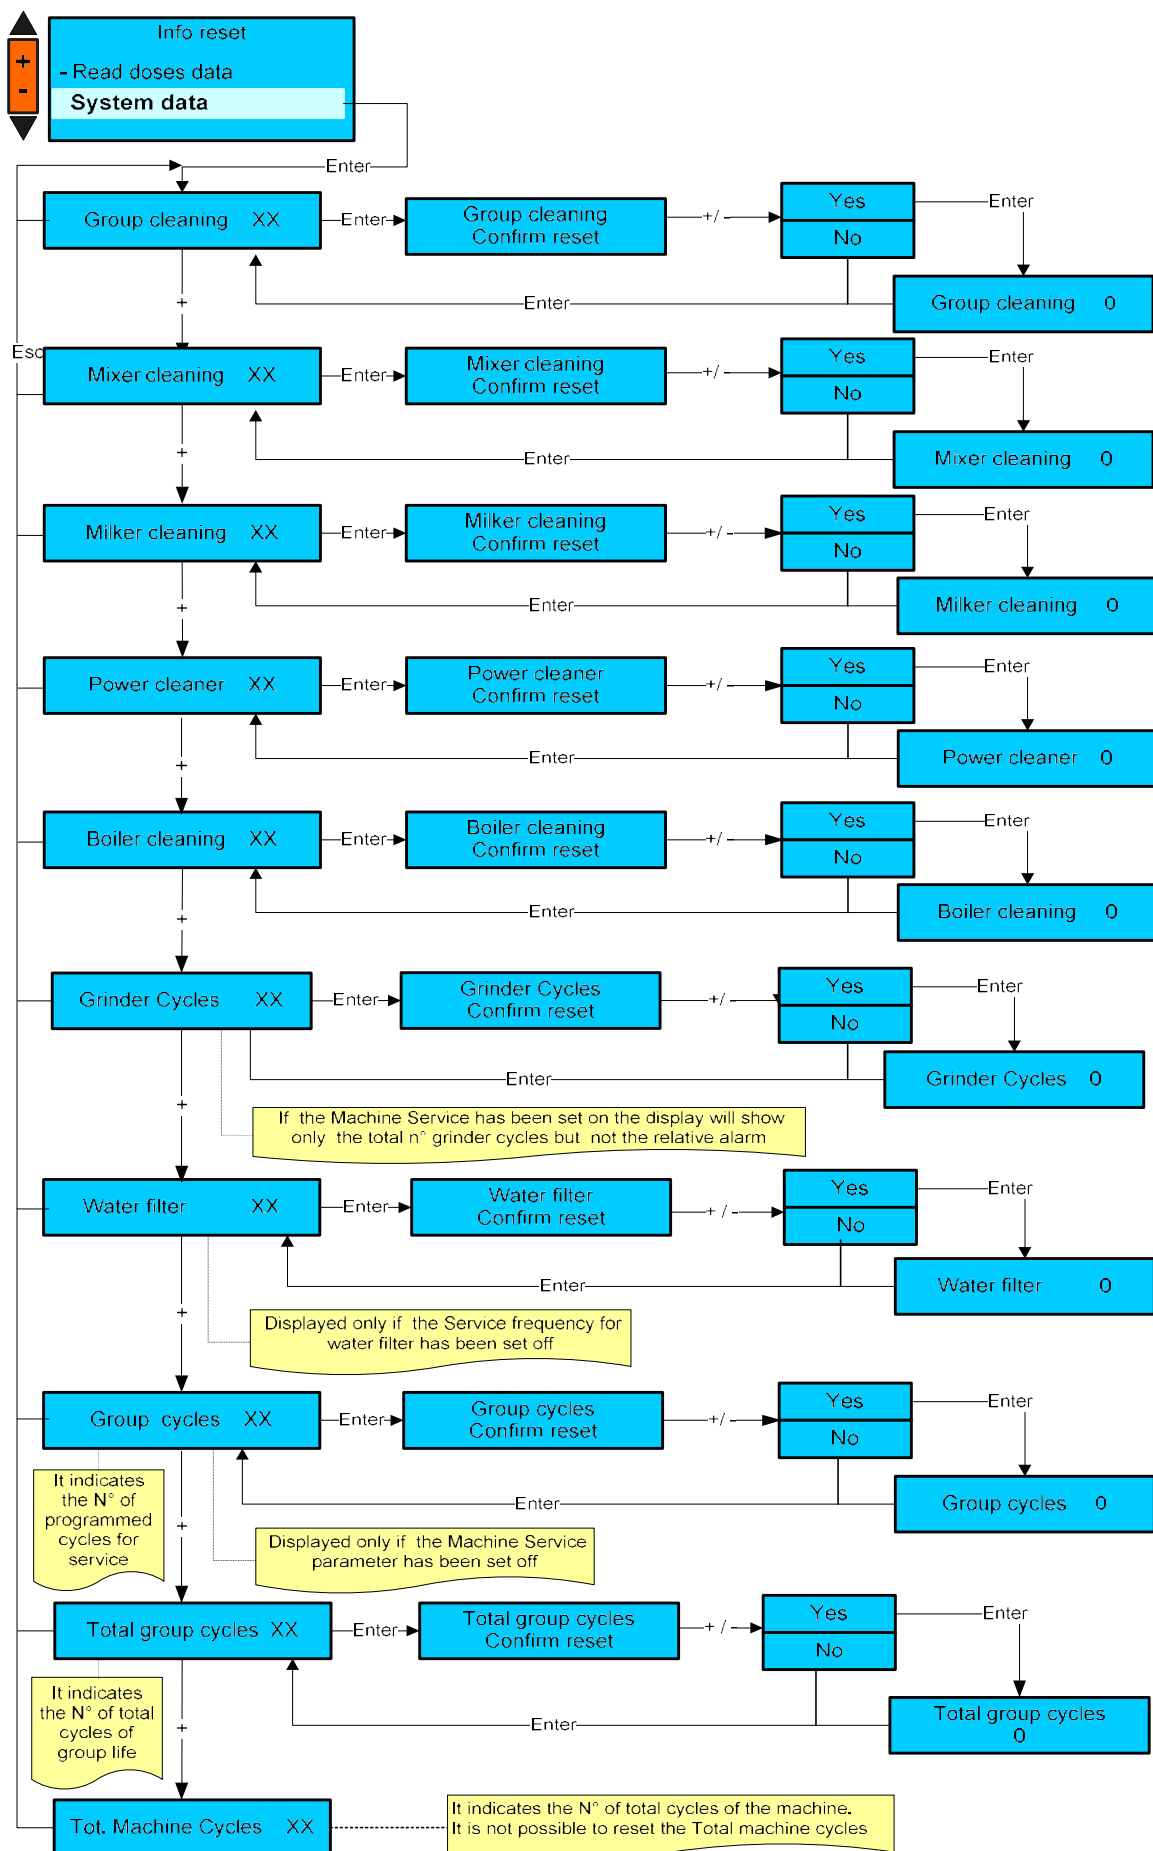 Info reset
+
- Read doses data
-
System data
Enter
Group cleaning XX
Enter
Group cleaning
Confirm reset
+/ -
Yes
No
Enter
+
Enter
Group cleaning 0
Esc
Mixer cleaning XX
Enter
Mixer cleaning
Confirm reset
+/ -
Yes
No
Enter
+
Enter
Mixer cleaning 0
Milker cleaning XX
Enter
Milker cleaning
Confirm reset
+/ -
Yes
No
Enter
+
Enter
Milker cleaning 0
Power cleaner XX
Enter
Power cleaner
Confirm reset
+/ -
Yes
No
Enter
+
Enter
Power cleaner 0
Boiler cleaning XX
Enter
Boiler cleaning
Confirm reset
+/ -
Yes
No
Enter
+
Enter
Boiler cleaning 0
Grinder Cycles XX
Enter
Grinder Cycles
Confirm reset
+/ -
Yes
No
Enter
+
Enter
Grinder Cycles 0
If the Machine Service has been set on the display will show
only the total n° grinder cycles but not the relative alarm
Water filter XX
Enter
Water filter
Confirm reset
+ / -
Yes
No
Enter
+
Enter
Water filter 0
Displayed only if the Service frequency for
water filter has been set off
Group cycles XX
Enter
Group cycles
Confirm reset
+/ -
Yes
No
Enter
It indicates
the N° of
programmed
cycles for
service
+
Enter
Group cycles 0
Displayed only if the Machine Service
parameter has been set off
Total group cycles XX
Enter
Total group cycles
Confirm reset
+ / -
Yes
No
Enter
It indicates
the N° of total
cycles of
group life
+
Enter
Total group cycles
0
Tot. Machine Cycles XX
It indicates the N° of total cycles of the machine.
It is not possible to reset the Total machine cycles